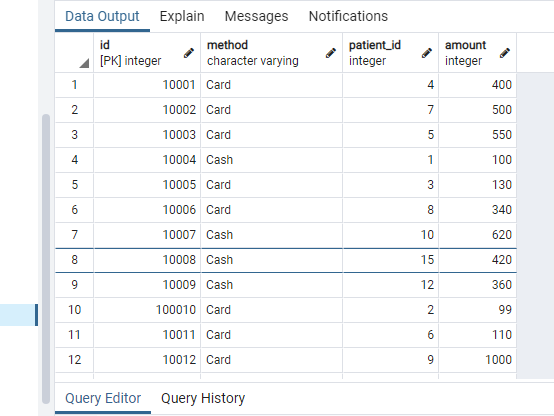 Data Output Explain Messages Notifications
id method patient_id amount
[PK] integer character varying integer integer
1 10001 Card 4 400
2 10002 Card 7 500
3 10003 Card 5 550
4 10004 Cash 1 100
5 10005 Card 3 130
6 10006 Card 8 340
7 10007 Cash 10 620
8 10008 Cash 15 420
9 10009 Cash 12 360
10 100010 Card 2 99
11 10011 Card 6 110
12 10012 Card 9 1000
Query Editor Query History